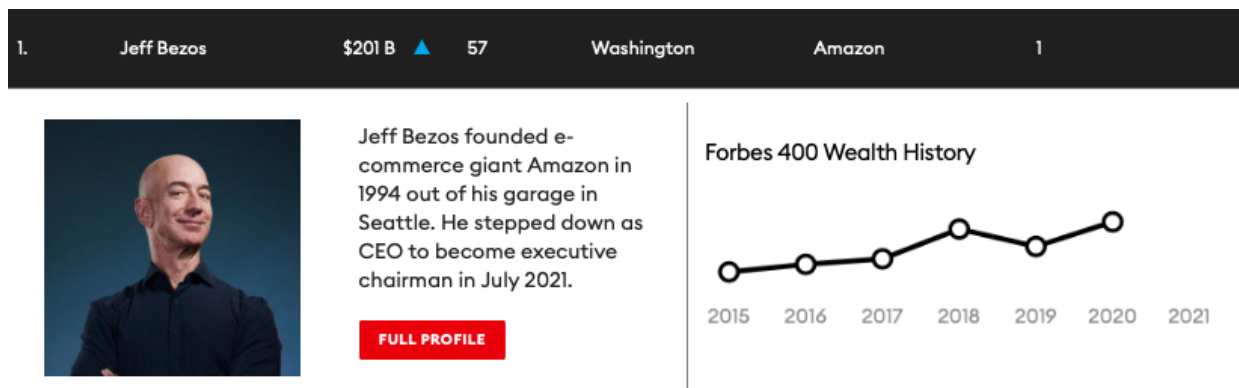 1. Jeff Bezos $201 B 57 Washington Amazon 1
Jeff Bezos founded e-
commerce giant Amazon in
1994 out of his garage in
Seattle. He stepped down as
CEO to become executive
chairman in July 2021.
FULL PROFILE
Forbes 400 Wealth History
2015 2016 2017 2018 2019 2020 2021